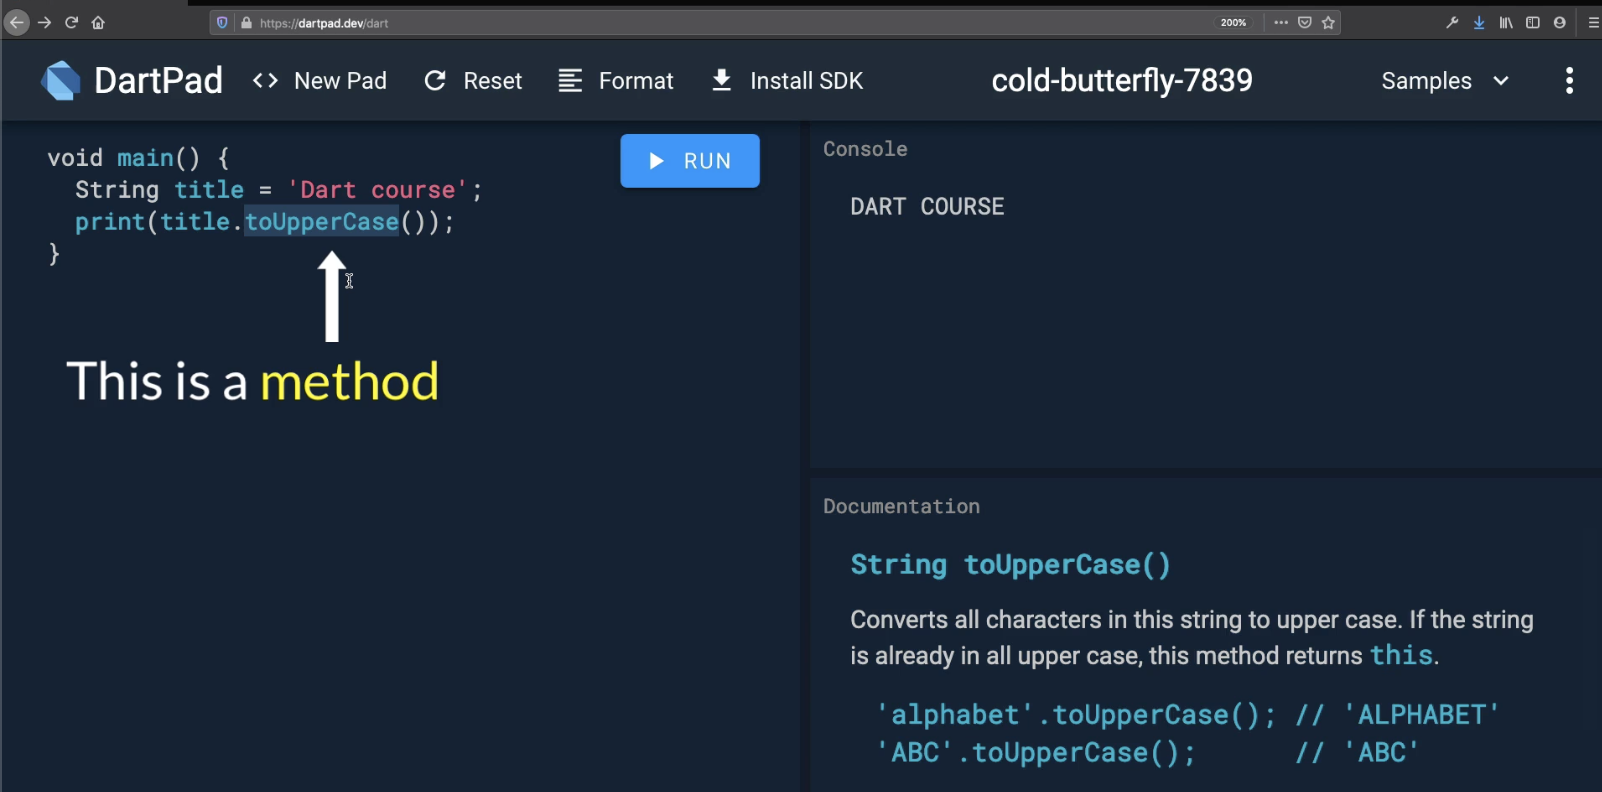 https://dartpad.dev/dart
200%
DartPad
<> New Pad
Reset
Format
Install SDK
cold-butterfly-7839
Samples
void main() {
  String title = 'Dart course';
  print(title.toUpperCase());
}
RUN
This is a method
Console
DART COURSE
Documentation
String toUpperCase()
Converts all characters in this string to upper case. If the string
is already in all upper case, this method returns this.
'alphabet'.toUpperCase(); // 'ALPHABET'
'ABC'.toUpperCase();      // 'ABC'